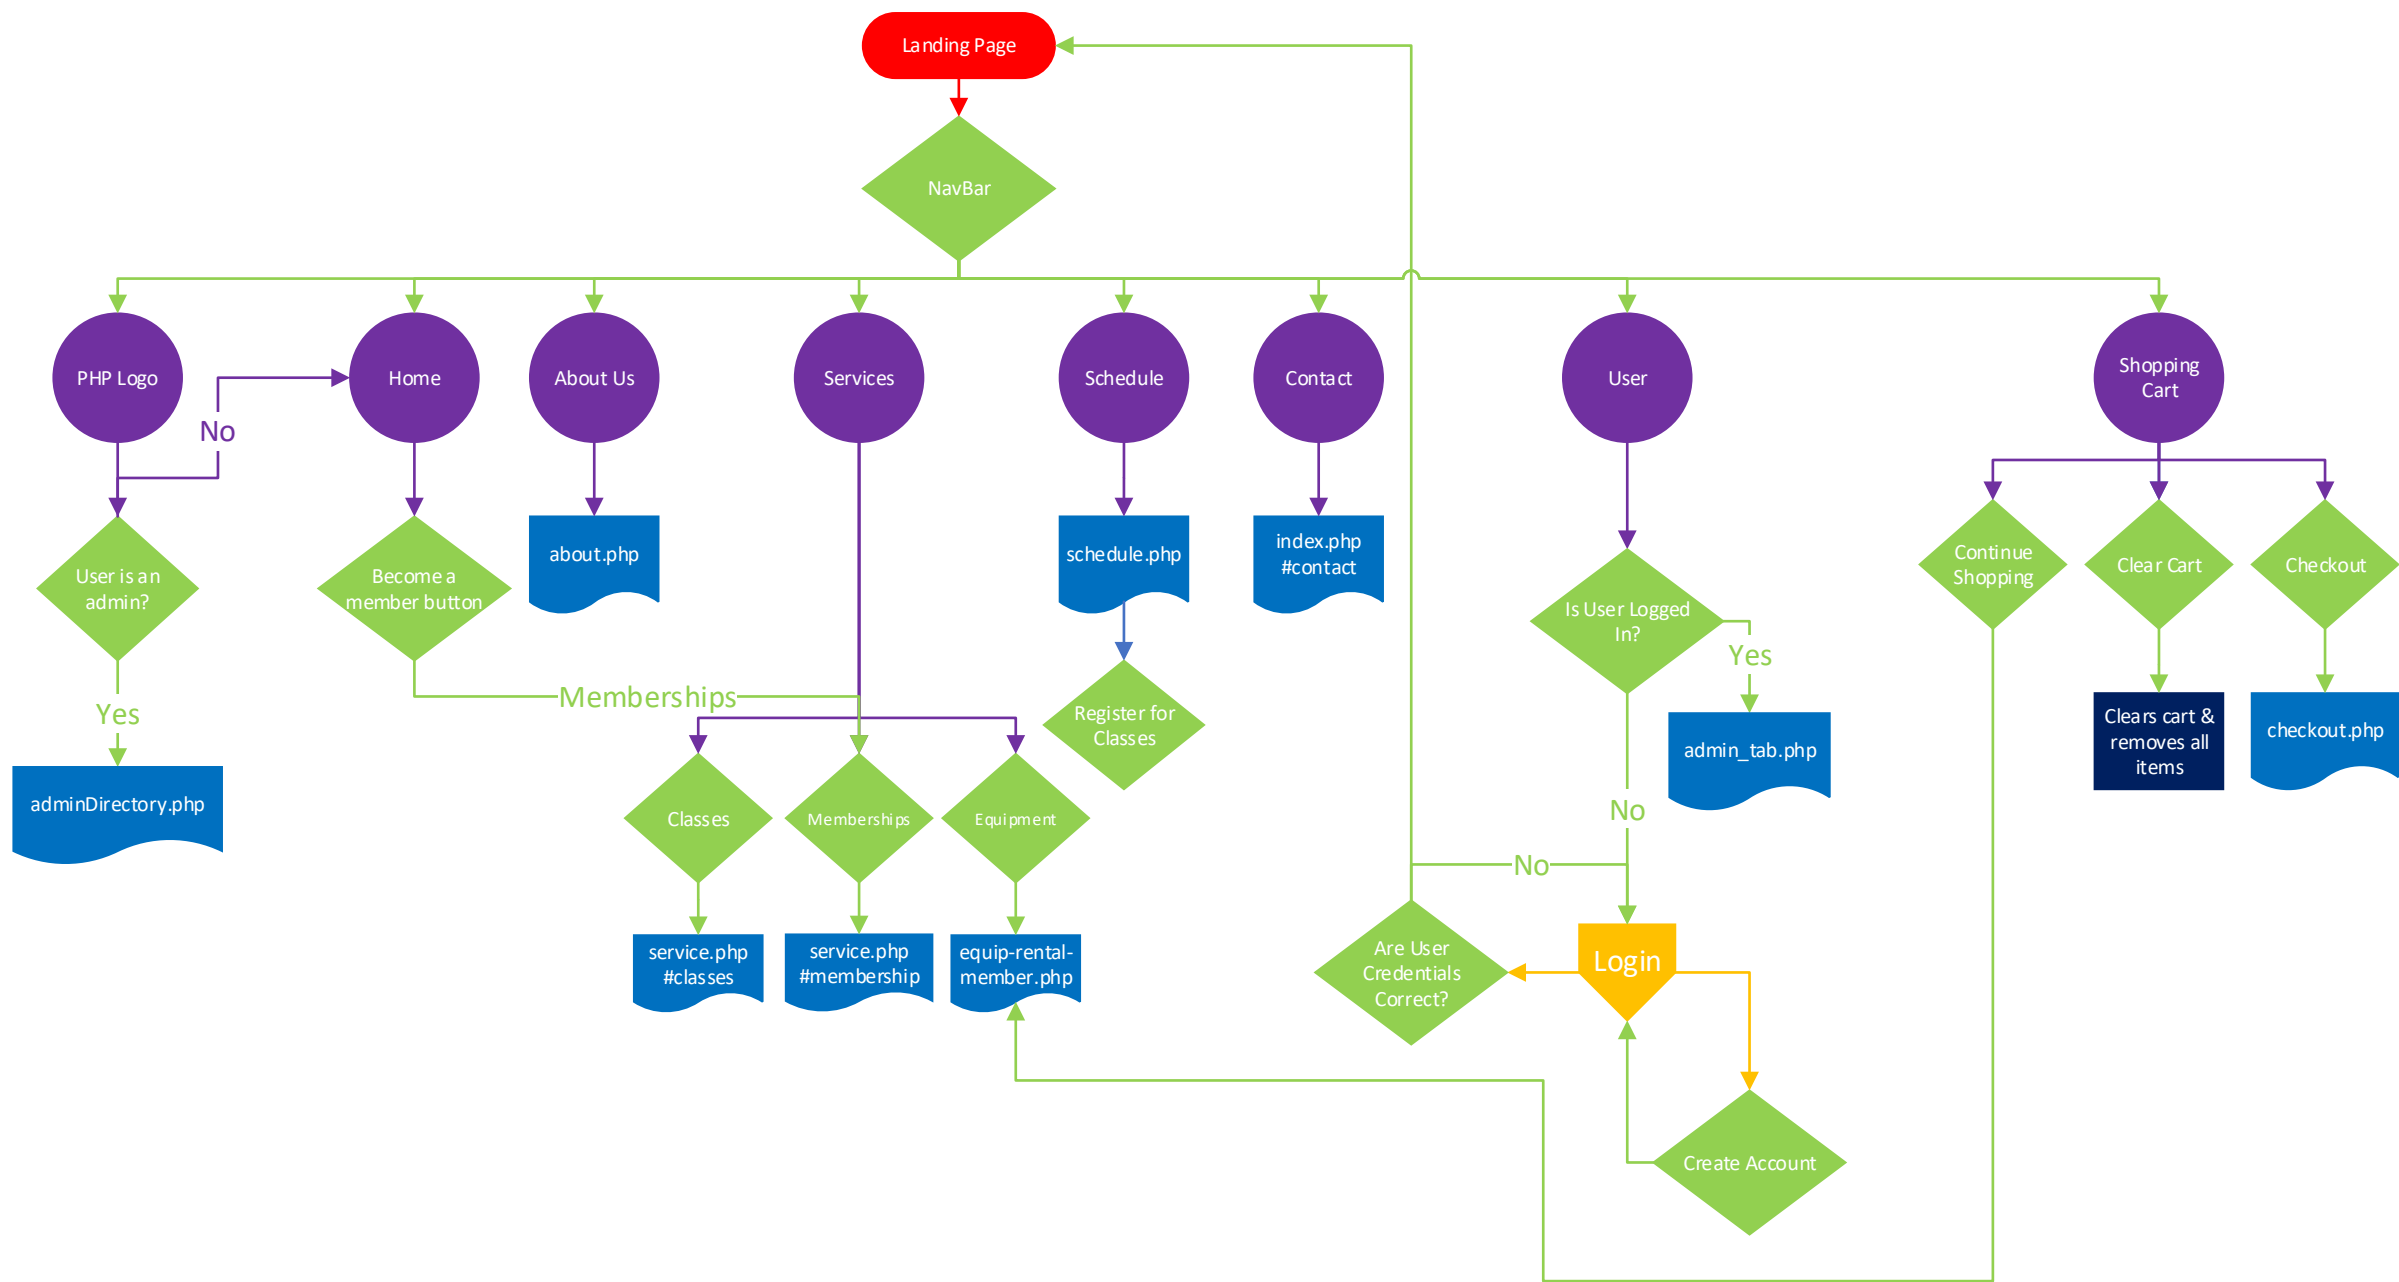 Landing Page
NavBar
PHP Logo
Home
About Us
Services
Schedule
Contact
User
Shopping
Cart
No
User is an
admin?
Become a
member button
about.php
schedule.php
index.php
#contact
Is User Logged
In?
Continue
Shopping
Clear Cart
Checkout
Yes
Memberships
Yes
Register for
Classes
admin_tab.php
Clears cart &
removes all
items
checkout.php
adminDirectory.php
Classes
Memberships
Equipment
No
No
service.php
#classes
service.php
#membership
equip-rental-
member.php
Are User
Credentials
Correct?
Login
Create Account